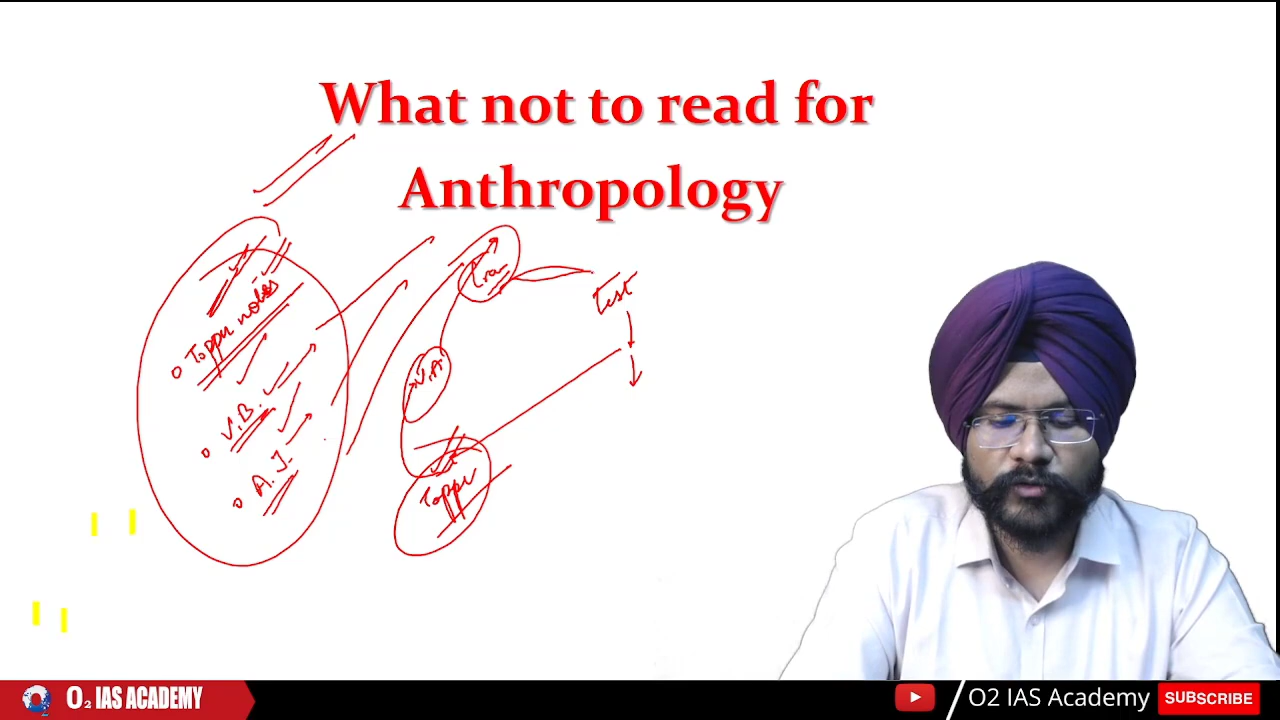 What not to read for
Anthropology
Topper notes
V.B.
A.J.
Test
Topper
O₂ IAS ACADEMY
O2 IAS Academy SUBSCRIBE